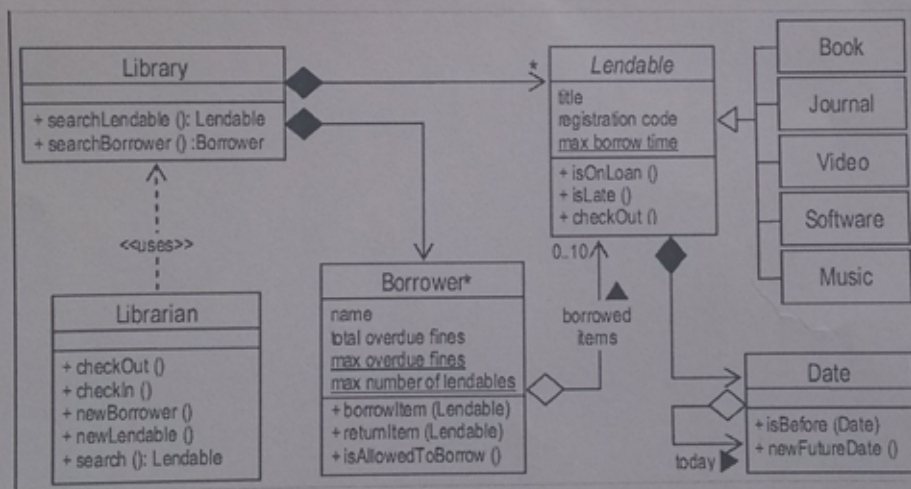 Library
+ searchLendable (): Lendable
+ searchBorrower () :Borrower
*
Lendable
title
registration code
max borrow time
+ isOnLoan ()
+ isLate ()
+ checkOut ()
Book
Journal
Video
Software
Music
<<uses>>
Librarian
+ checkOut ()
+ checkIn ()
+ newBorrower ()
+ newLendable ()
+ search (): Lendable
Borrower*
name
total overdue fines
max overdue fines
max number of lendables
+ borrowItem (Lendable)
+ returnItem (Lendable)
+ isAllowedToBorrow ()
0..10
borrowed
items
Date
+ isBefore (Date)
+ newFutureDate ()
today